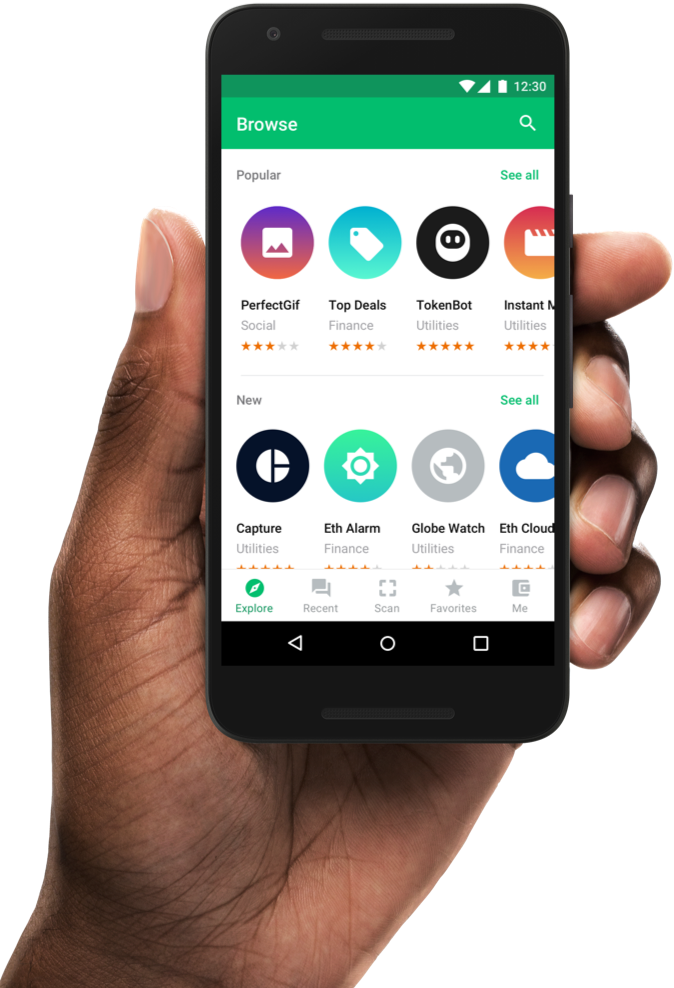 12:30
Browse
Popular See all
PerfectGif Top Deals TokenBot Instant M
Social Finance Utilities Utilities
New See all
Capture Eth Alarm Globe Watch Eth Cloud
Utilities Finance Utilities Finance
Explore Recent Scan Favorites Me